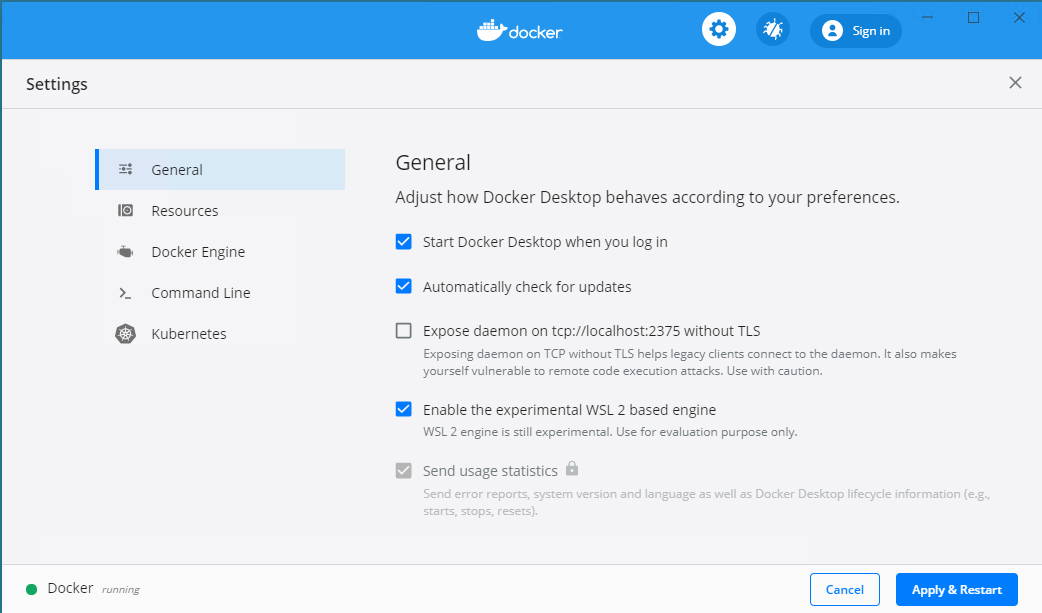 docker
Sign in
Settings
General
Resources
Docker Engine
Command Line
Kubernetes
General
Adjust how Docker Desktop behaves according to your preferences.
Start Docker Desktop when you log in
Automatically check for updates
Expose daemon on tcp://localhost:2375 without TLS
Exposing daemon on TCP without TLS helps legacy clients connect to the daemon. It also makes
yourself vulnerable to remote code execution attacks. Use with caution.
Enable the experimental WSL 2 based engine
WSL 2 engine is still experimental. Use for evaluation purpose only.
Send usage statistics
Send error reports, system version and language as well as Docker Desktop lifecycle information (e.g.,
starts, stops, resets).
Docker running
Cancel
Apply & Restart